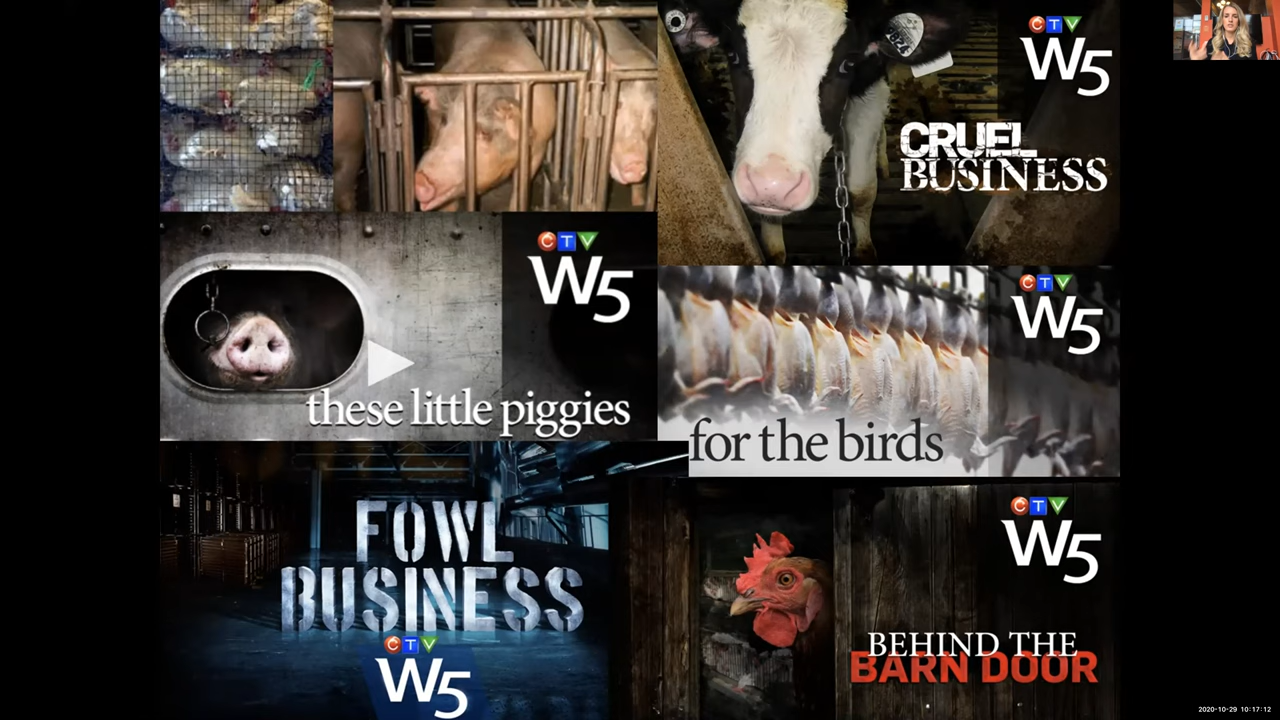 CTV
W5
CRUEL
BUSINESS
CTV
W5
these little piggies
CTV
W5
for the birds
FOWL
BUSINESS
CTV
W5
CTV
W5
BEHIND THE
BARN DOOR
2020-10-29 10:17:12